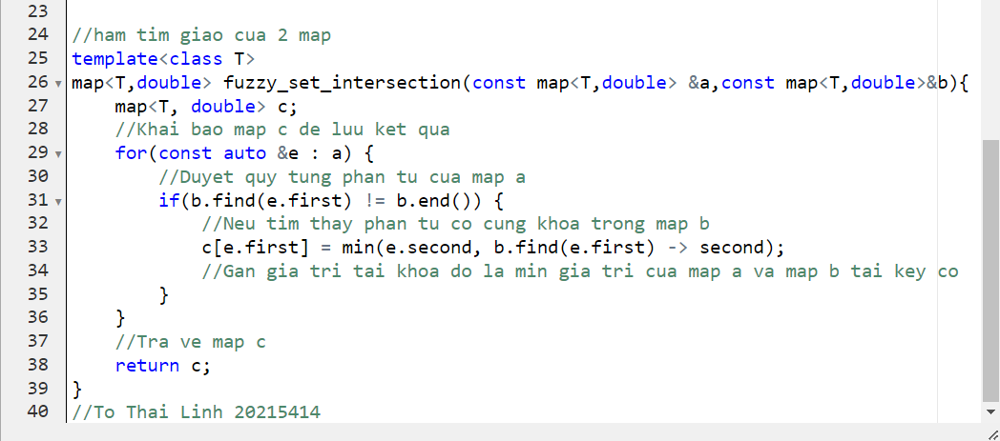 23
24 //ham tim giao cua 2 map
25 template<class T>
26 map<T,double> fuzzy_set_intersection(const map<T,double> &a,const map<T,double>&b){
27     map<T, double> c;
28     //Khai bao map c de luu ket qua
29     for(const auto &e : a) {
30         //Duyet quy tung phan tu cua map a
31         if(b.find(e.first) != b.end()) {
32             //Neu tim thay phan tu co cung khoa trong map b
33             c[e.first] = min(e.second, b.find(e.first) -> second);
34             //Gan gia tri tai khoa do la min gia tri cua map a va map b tai key co
35         }
36     }
37     //Tra ve map c
38     return c;
39 }
40 //To Thai Linh 20215414